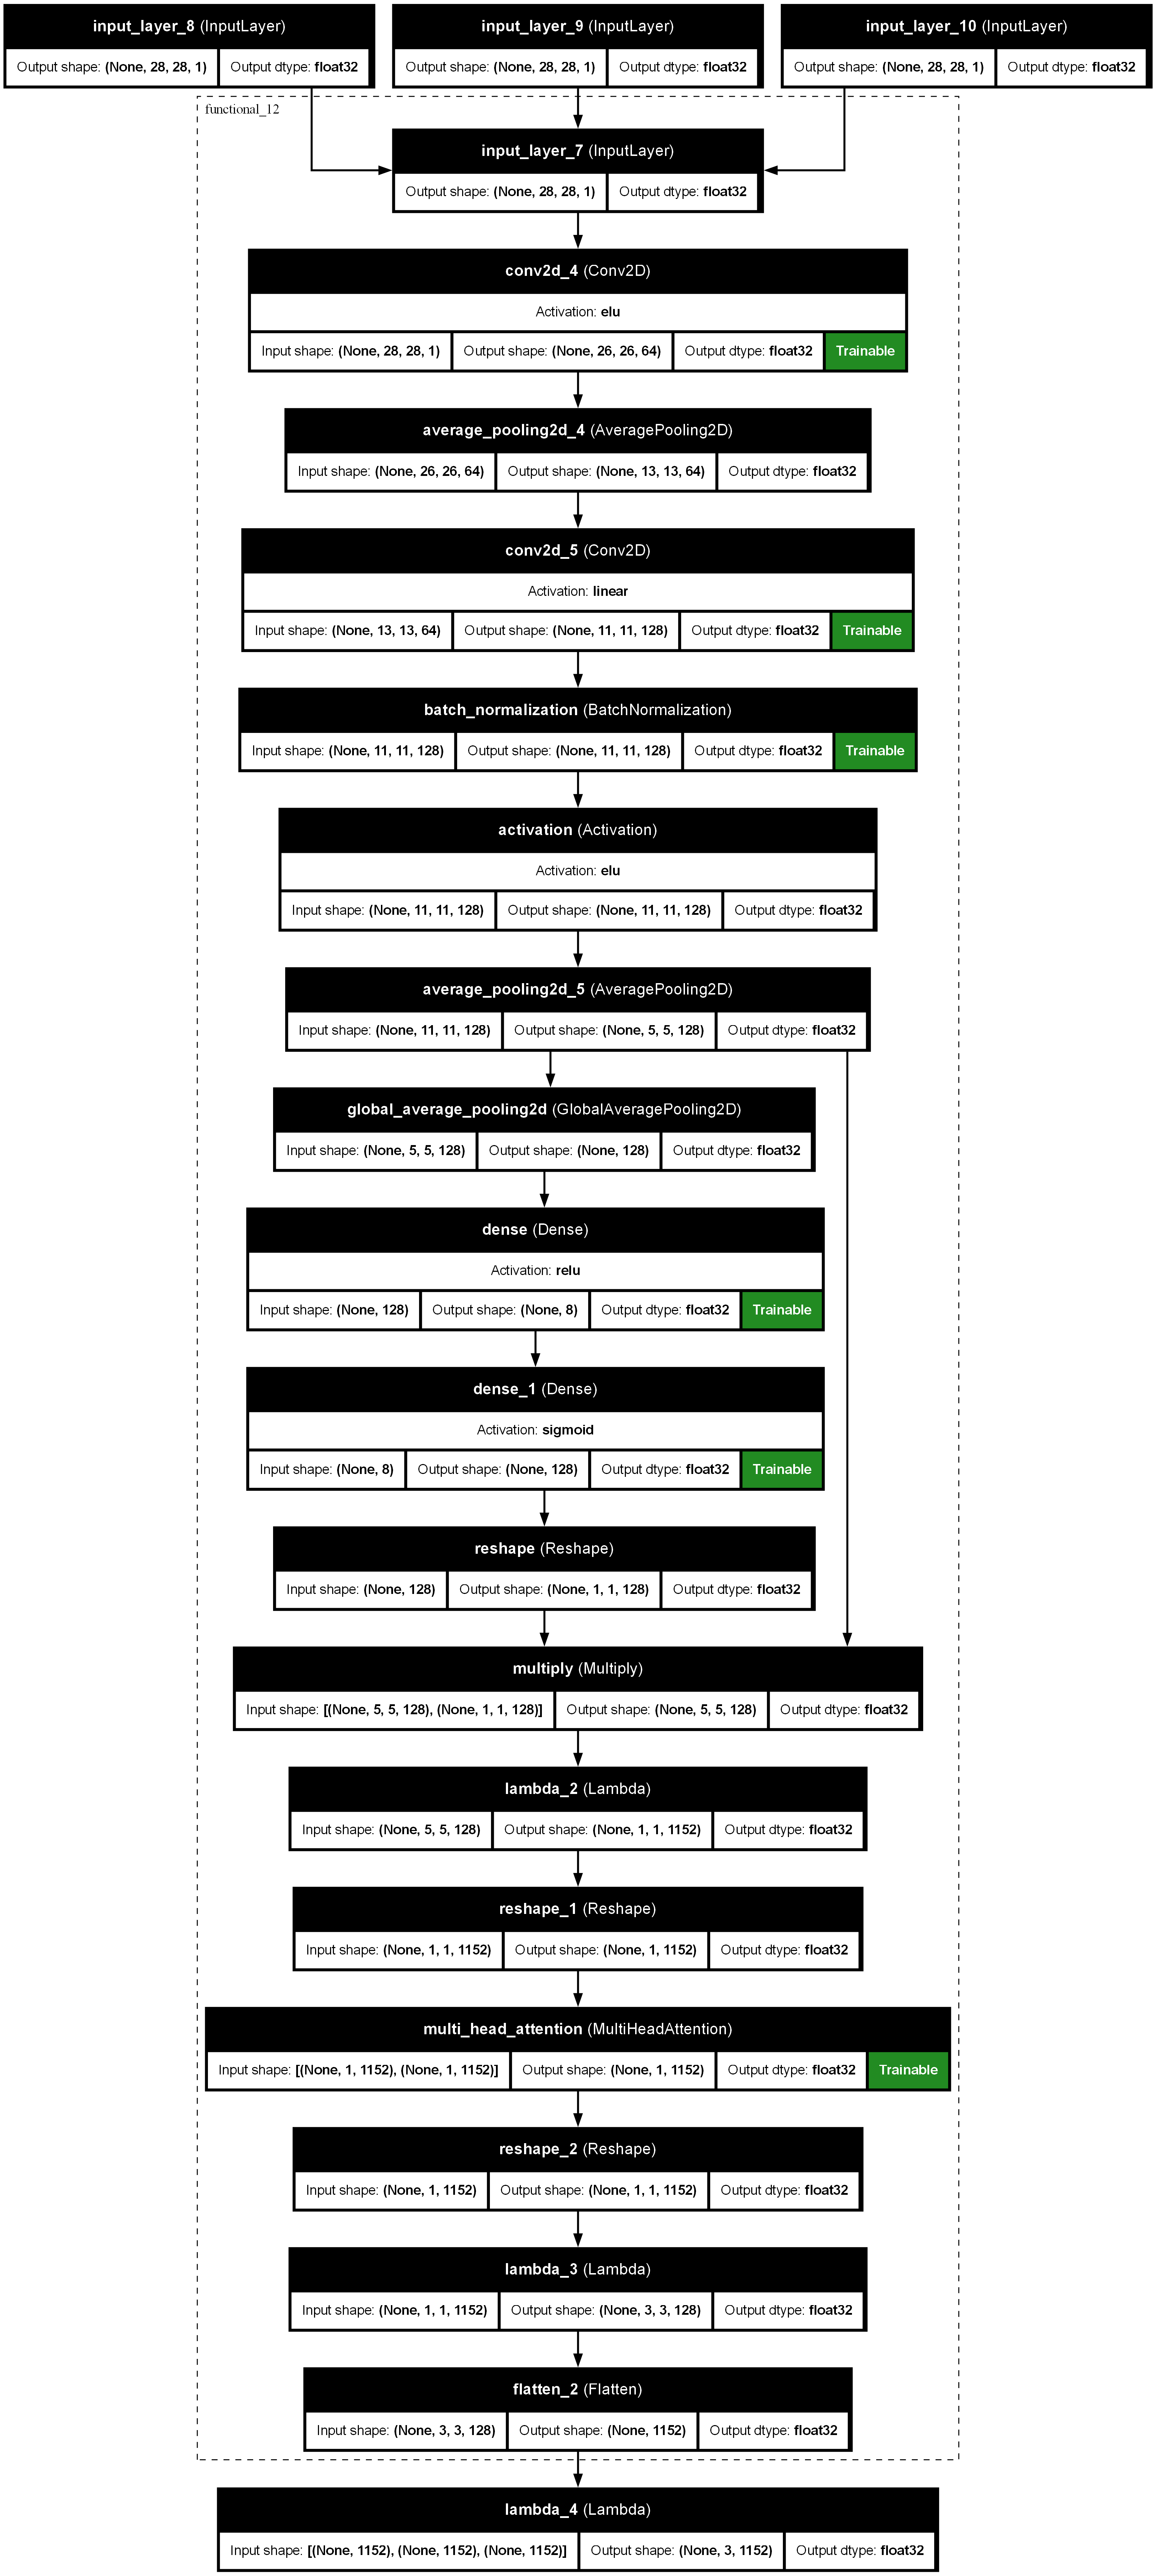 input_layer_8 (InputLayer)
Output shape: (None, 28, 28, 1) Output dtype: float32
input_layer_9 (InputLayer)
Output shape: (None, 28, 28, 1) Output dtype: float32
input_layer_10 (InputLayer)
Output shape: (None, 28, 28, 1) Output dtype: float32
functional_12
input_layer_7 (InputLayer)
Output shape: (None, 28, 28, 1) Output dtype: float32
conv2d_4 (Conv2D)
Activation: elu
Input shape: (None, 28, 28, 1) Output shape: (None, 26, 26, 64) Output dtype: float32 Trainable
average_pooling2d_4 (AveragePooling2D)
Input shape: (None, 26, 26, 64) Output shape: (None, 13, 13, 64) Output dtype: float32
conv2d_5 (Conv2D)
Activation: linear
Input shape: (None, 13, 13, 64) Output shape: (None, 11, 11, 128) Output dtype: float32 Trainable
batch_normalization (BatchNormalization)
Input shape: (None, 11, 11, 128) Output shape: (None, 11, 11, 128) Output dtype: float32 Trainable
activation (Activation)
Activation: elu
Input shape: (None, 11, 11, 128) Output shape: (None, 11, 11, 128) Output dtype: float32
average_pooling2d_5 (AveragePooling2D)
Input shape: (None, 11, 11, 128) Output shape: (None, 5, 5, 128) Output dtype: float32
global_average_pooling2d (GlobalAveragePooling2D)
Input shape: (None, 5, 5, 128) Output shape: (None, 128) Output dtype: float32
dense (Dense)
Activation: relu
Input shape: (None, 128) Output shape: (None, 8) Output dtype: float32 Trainable
dense_1 (Dense)
Activation: sigmoid
Input shape: (None, 8) Output shape: (None, 128) Output dtype: float32 Trainable
reshape (Reshape)
Input shape: (None, 128) Output shape: (None, 1, 1, 128) Output dtype: float32
multiply (Multiply)
Input shape: [(None, 5, 5, 128), (None, 1, 1, 128)] Output shape: (None, 5, 5, 128) Output dtype: float32
lambda_2 (Lambda)
Input shape: (None, 5, 5, 128) Output shape: (None, 1, 1, 1152) Output dtype: float32
reshape_1 (Reshape)
Input shape: (None, 1, 1, 1152) Output shape: (None, 1, 1152) Output dtype: float32
multi_head_attention (MultiHeadAttention)
Input shape: [(None, 1, 1152), (None, 1, 1152)] Output shape: (None, 1, 1152) Output dtype: float32 Trainable
reshape_2 (Reshape)
Input shape: (None, 1, 1152) Output shape: (None, 1, 1, 1152) Output dtype: float32
lambda_3 (Lambda)
Input shape: (None, 1, 1, 1152) Output shape: (None, 3, 3, 128) Output dtype: float32
flatten_2 (Flatten)
Input shape: (None, 3, 3, 128) Output shape: (None, 1152) Output dtype: float32
lambda_4 (Lambda)
Input shape: [(None, 1152), (None, 1152), (None, 1152)] Output shape: (None, 3, 1152) Output dtype: float32